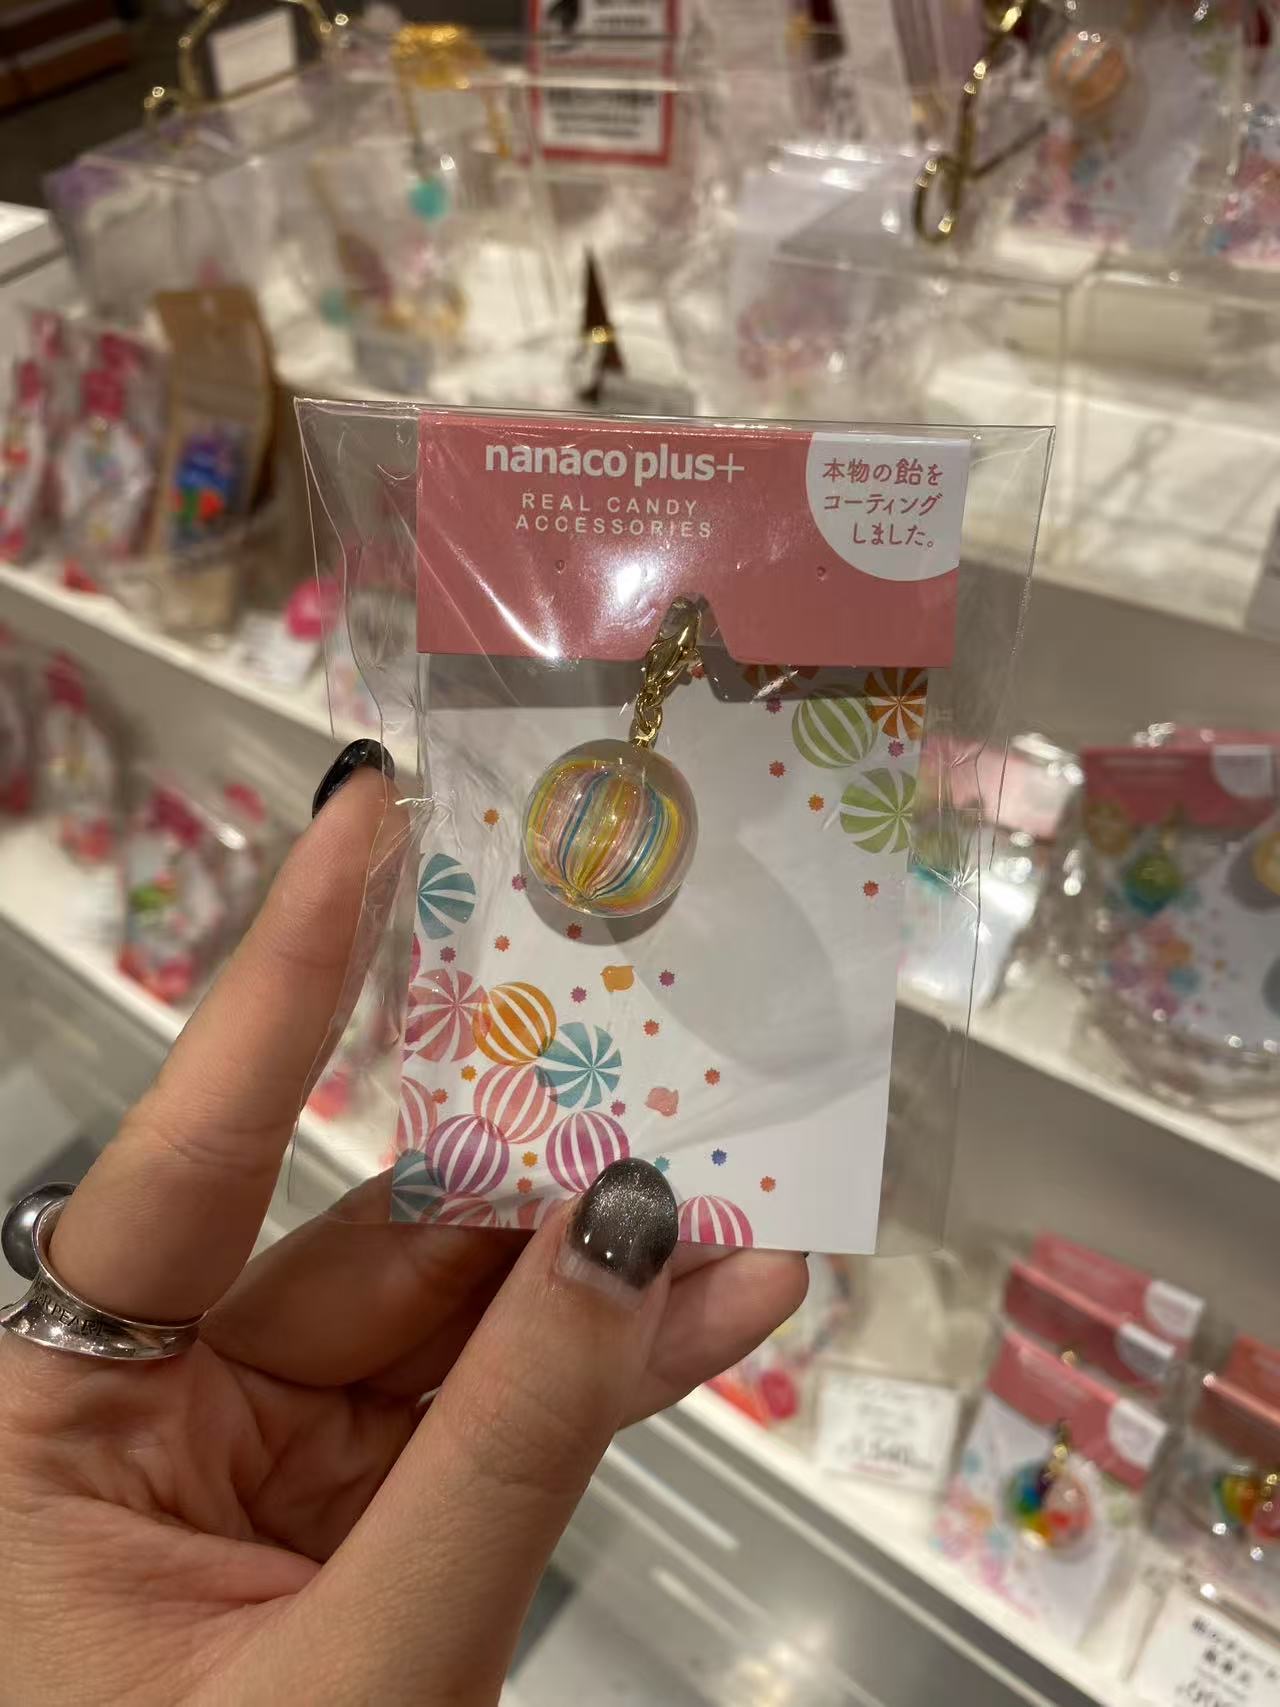 nanaco plus+
REAL CANDY
ACCESSORIES
本物の飴を
コーティング
しました。